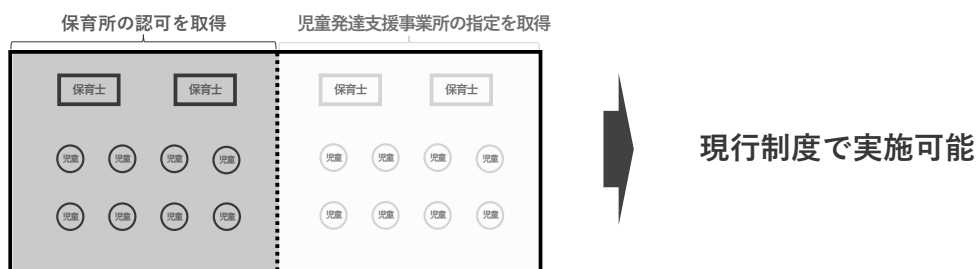 保育所の認可を取得 児童発達支援事業所の指定を取得
保育士 保育士 保育士 保育士
児童 児童 児童 児童 児童 児童 児童 児童
児童 児童 児童 児童 児童 児童 児童 児童
現行制度で実施可能